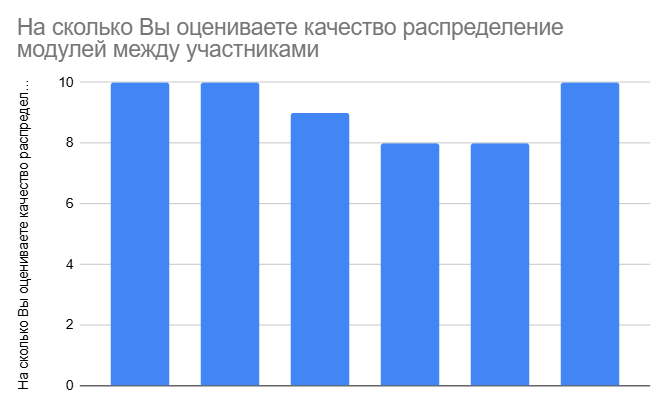 На сколько Вы оцениваете качество распределение
модулей между участниками
На сколько Вы оцениваете качество распредел...
10
8
6
4
2
0